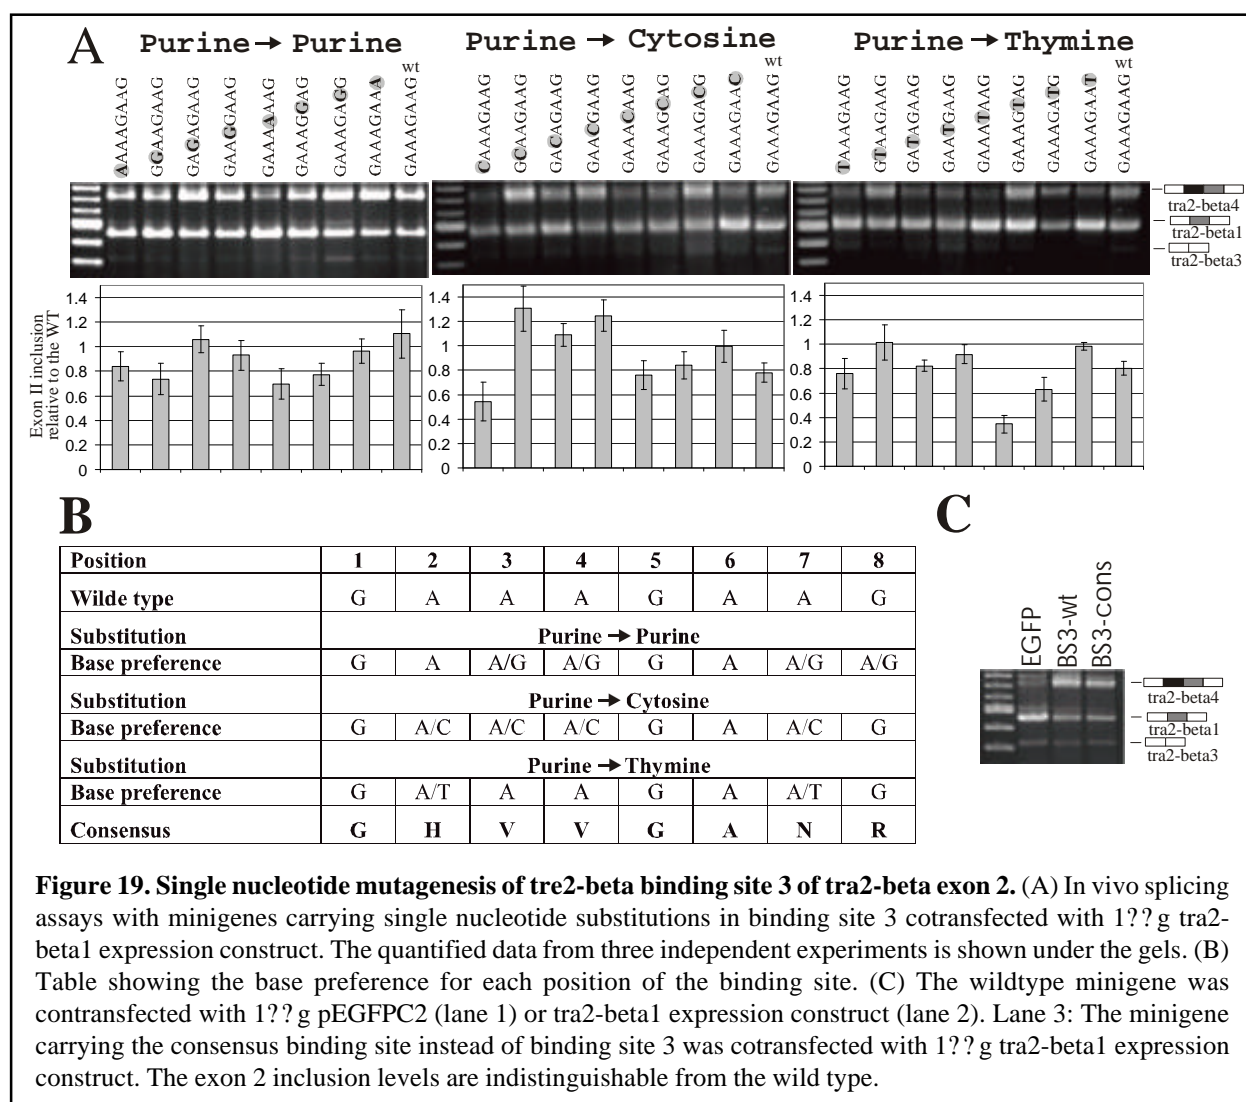 A
Purine → Purine
Purine → Cytosine
Purine → Thymine
AAAAGAAG
GGAAGAAG
GAGAGAAG
GAAGGAAG
GAAAAAAG
GAAAGGAG
GAAAGAGG
GAAAGAAA
GAAAGAAG wt
CAAAGAAG
GCAAGAAG
GACAGAAG
GAACGAAG
GAAACAAG
GAAAGCAG
GAAAGACG
GAAAGAAC
GAAAGAAG wt
TAAAGAAG
GTAAGAAG
GATAGAAG
GAATGAAG
GAAATAAG
GAAAGTAG
GAAAGATG
GAAAGAAT
GAAAGAAG wt
tra2-beta4
tra2-beta1
tra2-beta3
Exon II inclusion
relative to the WT
1.4
1.2
1
0.8
0.6
0.4
0.2
0
1.4
1.2
1
0.8
0.6
0.4
0.2
0
1.4
1.2
1
0.8
0.6
0.4
0.2
0
B
Position 1 2 3 4 5 6 7 8
Wilde type G A A A G A A G
Substitution Purine → Purine
Base preference G A A/G A/G G A A/G A/G
Substitution Purine → Cytosine
Base preference G A/C A/C A/C G A A/C G
Substitution Purine → Thymine
Base preference G A/T A A G A A/T G
Consensus G H V V G A N R
C
EGFP
BS3-wt
BS3-cons
tra2-beta4
tra2-beta1
tra2-beta3
Figure 19. Single nucleotide mutagenesis of tre2-beta binding site 3 of tra2-beta exon 2. (A) In vivo splicing
assays with minigenes carrying single nucleotide substitutions in binding site 3 cotransfected with 1??g tra2-
beta1 expression construct. The quantified data from three independent experiments is shown under the gels. (B)
Table showing the base preference for each position of the binding site. (C) The wildtype minigene was
contransfected with 1??g pEGFPC2 (lane 1) or tra2-beta1 expression construct (lane 2). Lane 3: The minigene
carrying the consensus binding site instead of binding site 3 was cotransfected with 1??g tra2-beta1 expression
construct. The exon 2 inclusion levels are indistinguishable from the wild type.